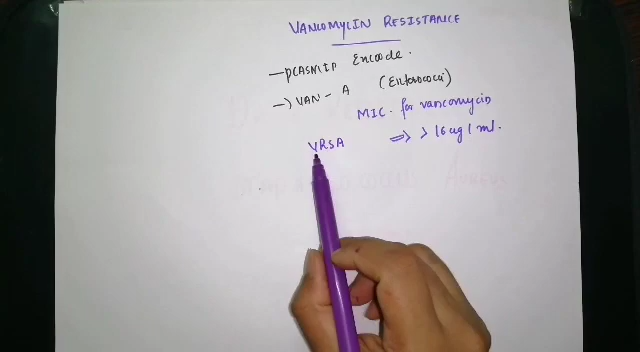 VANCOMYCIN RESISTANCE
— PLASMID Encode.
→ VAN - A (Enterococci)
MIC. for vancomycin
VRSA ⇒ > 16 ug / ml.